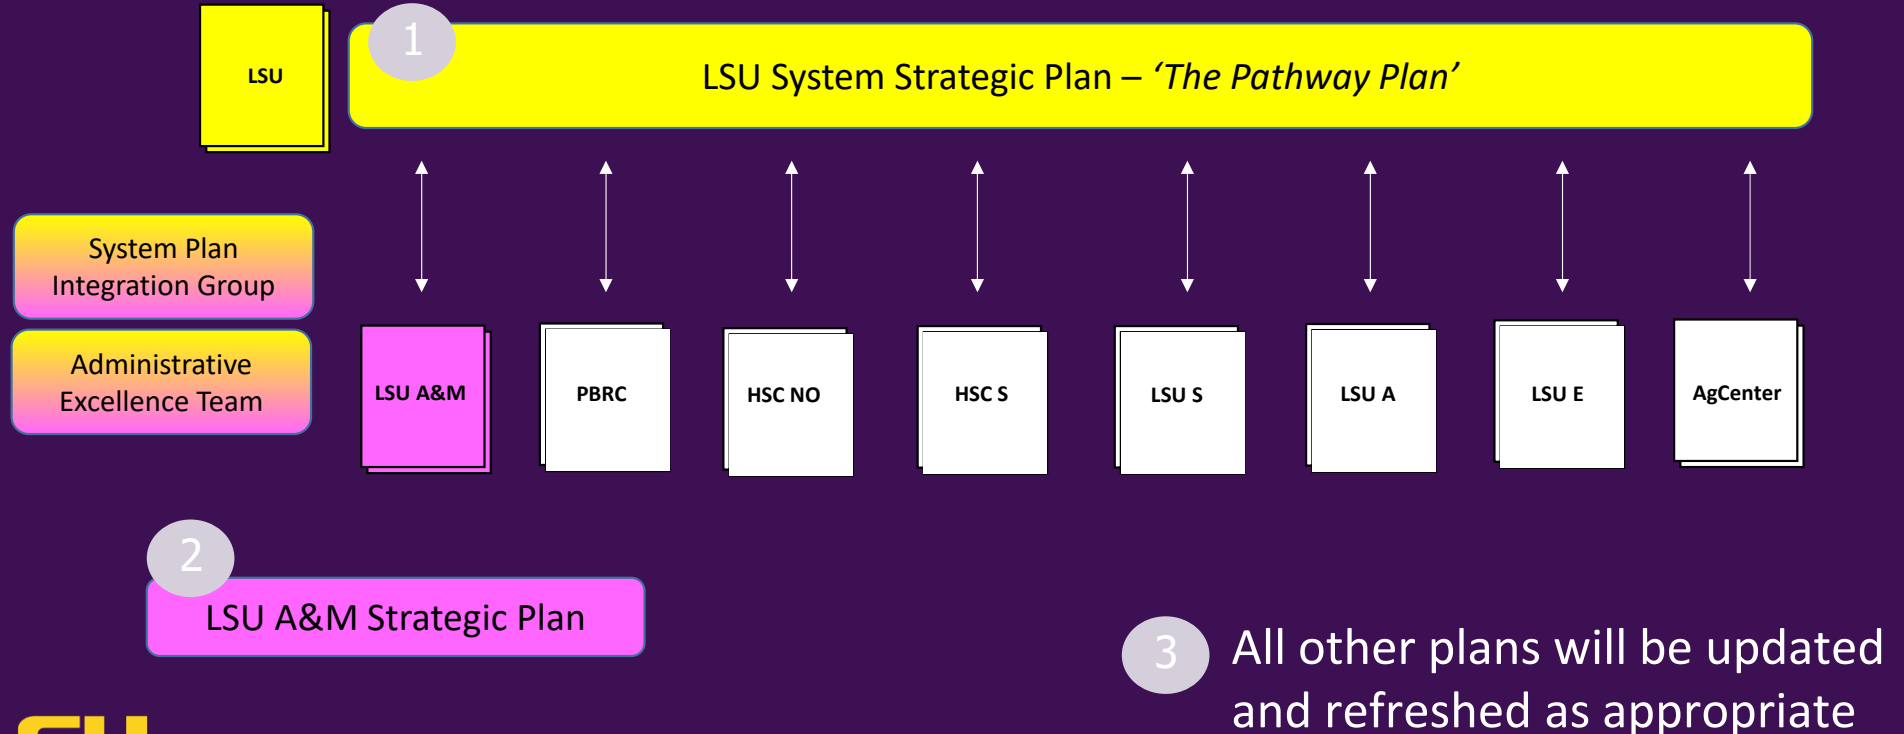 1
LSU
LSU System Strategic Plan – ‘The Pathway Plan’
System Plan
Integration Group
Administrative
Excellence Team
LSU A&M
PBRC
HSC NO
HSC S
LSU S
LSU A
LSU E
AgCenter
2
LSU A&M Strategic Plan
3
All other plans will be updated
and refreshed as appropriate